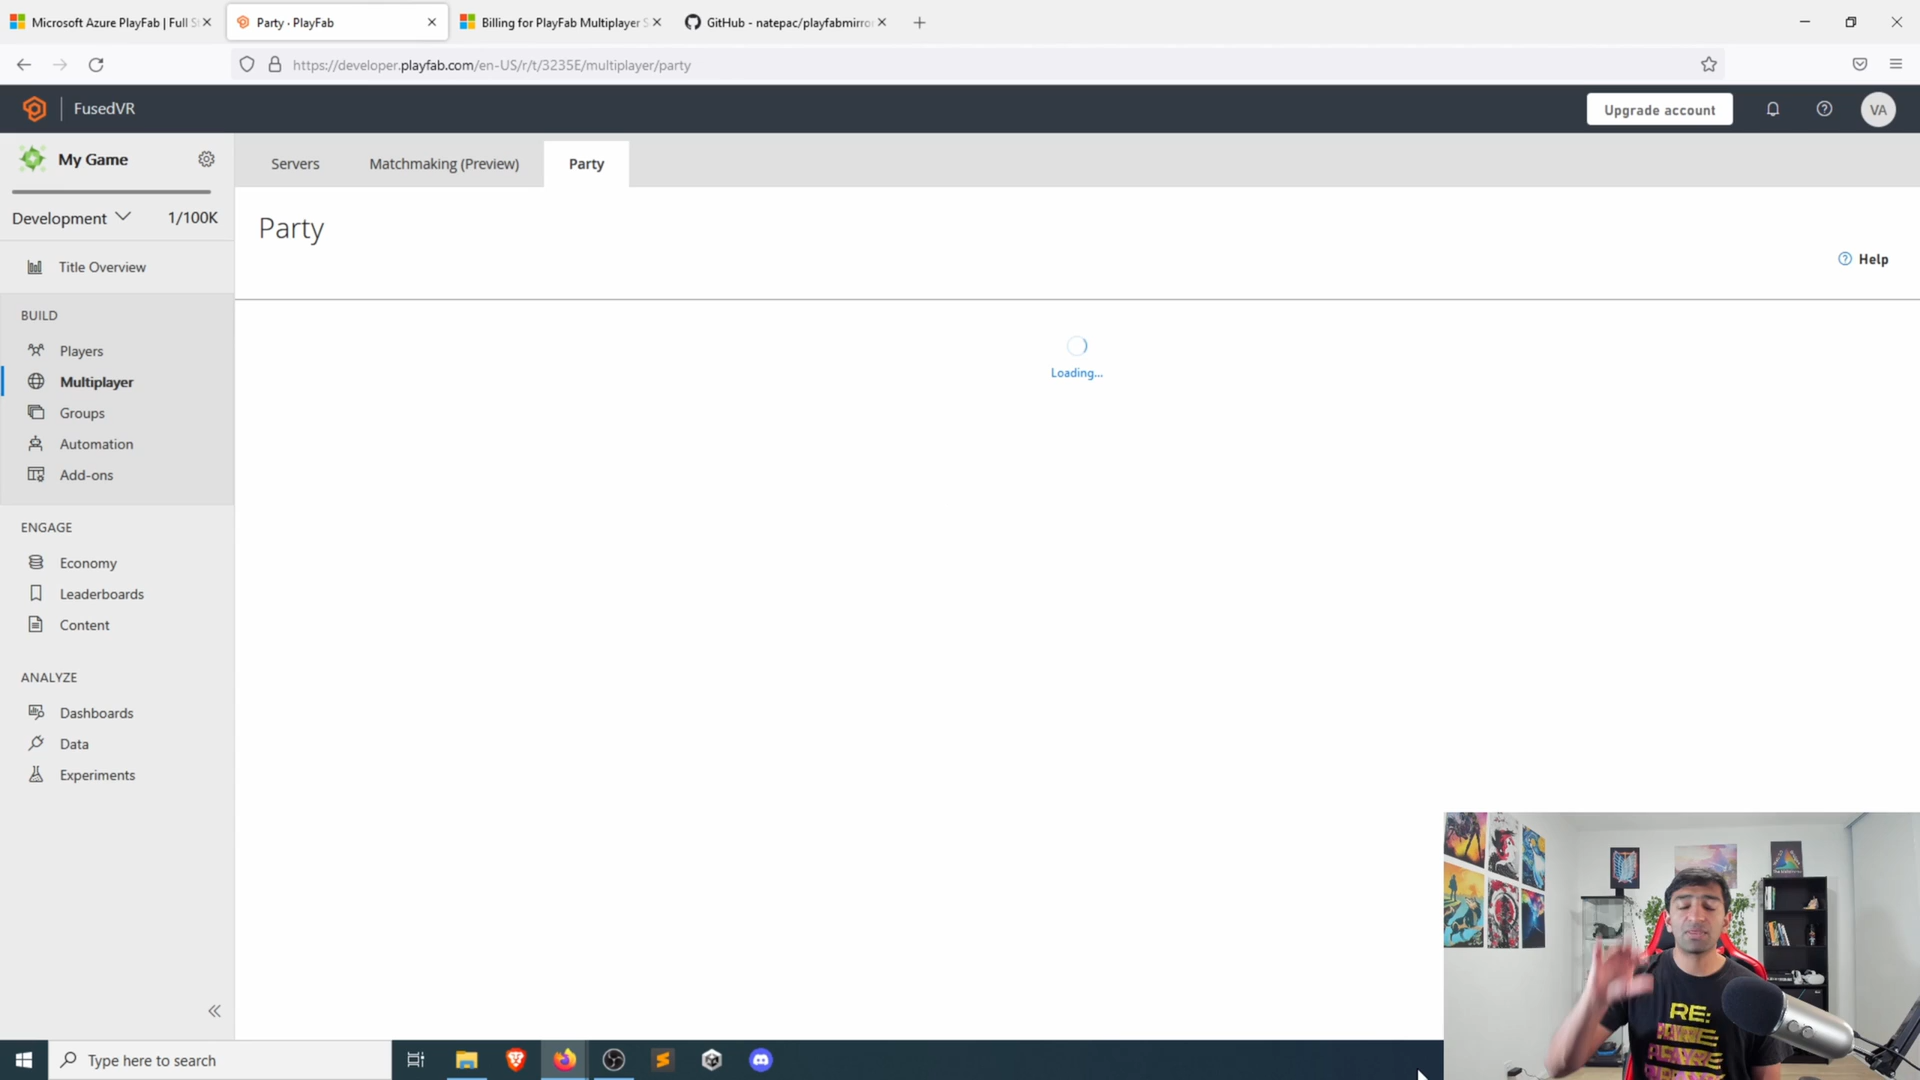 Microsoft Azure PlayFab | Full S
Party · PlayFab
Billing for PlayFab Multiplayer S
GitHub - natepac/playfabmirro
https://developer.playfab.com/en-US/r/t/3235E/multiplayer/party
FusedVR
Upgrade account
VA
My Game
Servers
Matchmaking (Preview)
Party
Development
1/100K
Party
Help
Title Overview
BUILD
Players
Multiplayer
Groups
Automation
Add-ons
Loading...
ENGAGE
Economy
Leaderboards
Content
ANALYZE
Dashboards
Data
Experiments
RE:
Type here to search